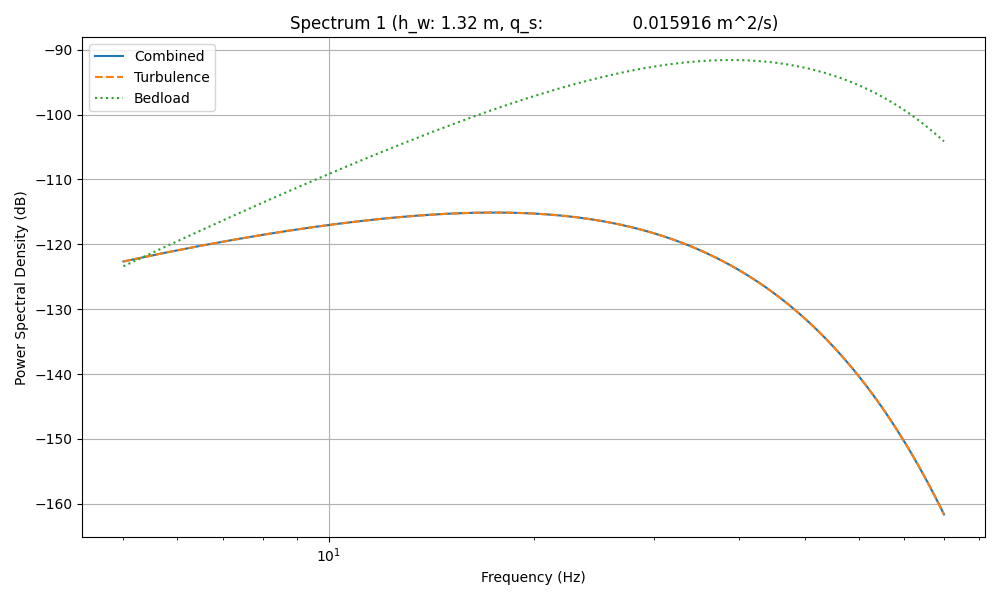 Spectrum 1 (h_w: 1.32 m, q_s:                 0.015916 m^2/s)
Combined
Turbulence
Bedload
−90
−100
−110
−120
−130
−140
−150
−160
Power Spectral Density (dB)
10^1
Frequency (Hz)